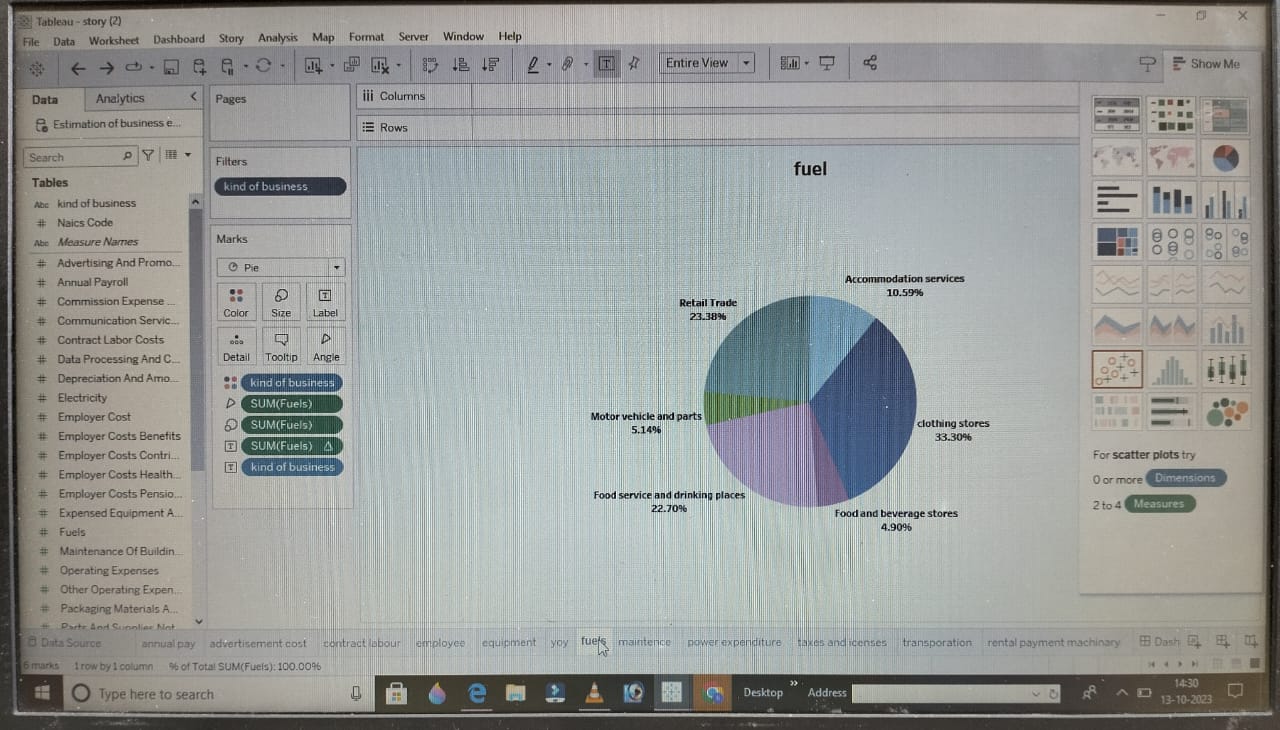 Tableau - story (2)
File Data Worksheet Dashboard Story Analysis Map Format Server Window Help
Entire View
Show Me
Data Analytics
Estimation of business e...
Search
Tables
Abc kind of business
# Naics Code
Abc Measure Names
# Advertising And Promo...
# Annual Payroll
# Commission Expense ...
# Communication Servic...
# Contract Labor Costs
# Data Processing And C...
# Depreciation And Amo...
# Electricity
# Employer Cost
# Employer Costs Benefits
# Employer Costs Contri...
# Employer Costs Health...
# Employer Costs Pensio...
# Expensed Equipment A...
# Fuels
# Maintenance Of Buildin...
# Operating Expenses
# Other Operating Expen...
# Packaging Materials A...
# Parts And Supplies Not
Pages
Filters
kind of business
Marks
Pie
Color Size Label
Detail Tooltip Angle
kind of business
SUM(Fuels)
SUM(Fuels)
SUM(Fuels) Δ
kind of business
Columns
Rows
fuel
Accommodation services
10.59%
Retail Trade
23.38%
Motor vehicle and parts
5.14%
clothing stores
33.30%
Food service and drinking places
22.70%
Food and beverage stores
4.90%
For scatter plots try
0 or more Dimensions
2 to 4 Measures
Data Source annual pay advertisement cost contract labour employee equipment yoy fuels maintence power expenditure taxes and icenses transporation rental payment machinary Dash
6 marks 1 row by 1 column % of Total SUM(Fuels): 100.00%
Type here to search
Desktop
Address
14:30
13-10-2023